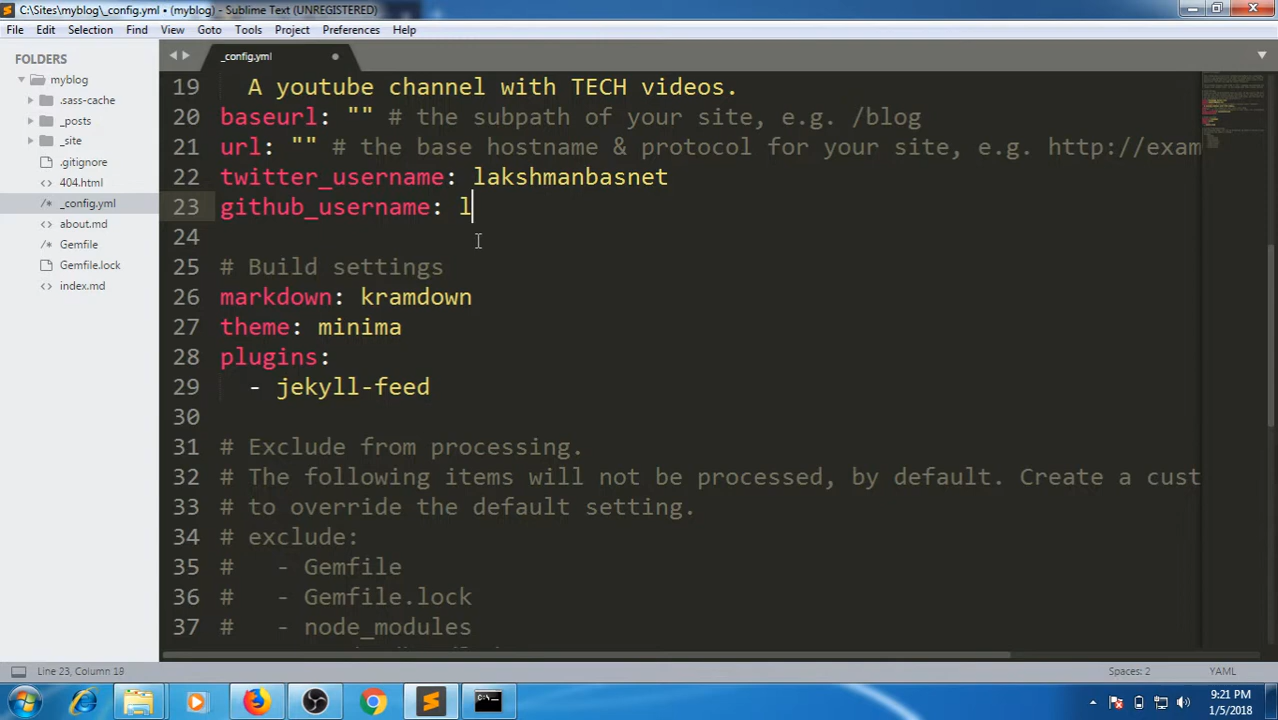 C:\Sites\myblog\_config.yml • (myblog) - Sublime Text (UNREGISTERED)
File Edit Selection Find View Goto Tools Project Preferences Help
FOLDERS
myblog
.sass-cache
_posts
_site
.gitignore
404.html
_config.yml
about.md
Gemfile
Gemfile.lock
index.md
_config.yml
19 A youtube channel with TECH videos.
20 baseurl: "" # the subpath of your site, e.g. /blog
21 url: "" # the base hostname & protocol for your site, e.g. http://exam
22 twitter_username: lakshmanbasnet
23 github_username: l
24
25 # Build settings
26 markdown: kramdown
27 theme: minima
28 plugins:
29 - jekyll-feed
30
31 # Exclude from processing.
32 # The following items will not be processed, by default. Create a cust
33 # to override the default setting.
34 # exclude:
35 # - Gemfile
36 # - Gemfile.lock
37 # - node_modules
Line 23, Column 19 Spaces: 2 YAML
9:21 PM
1/5/2018